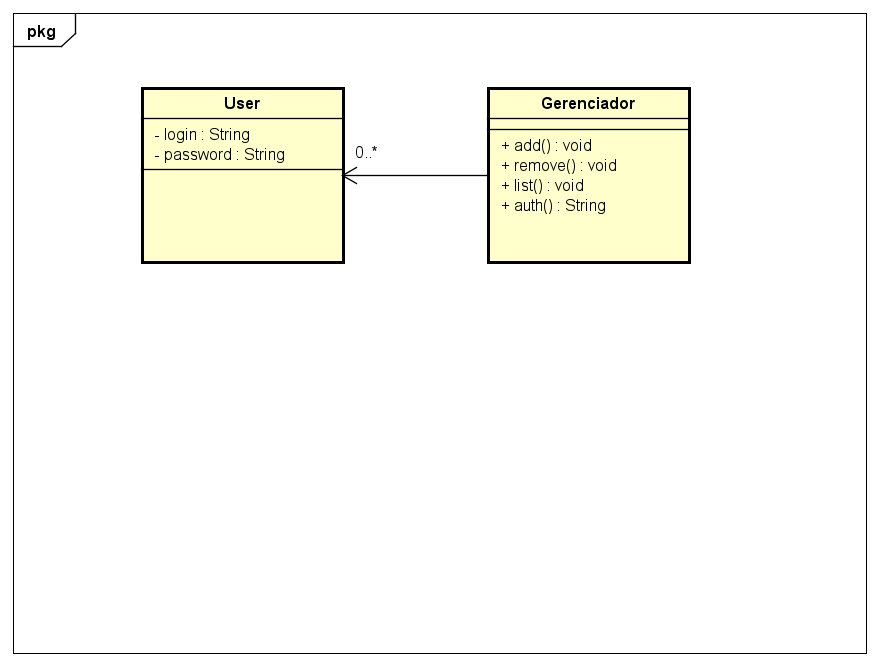 pkg
User
- login : String
- password : String
0..*
Gerenciador
+ add() : void
+ remove() : void
+ list() : void
+ auth() : String